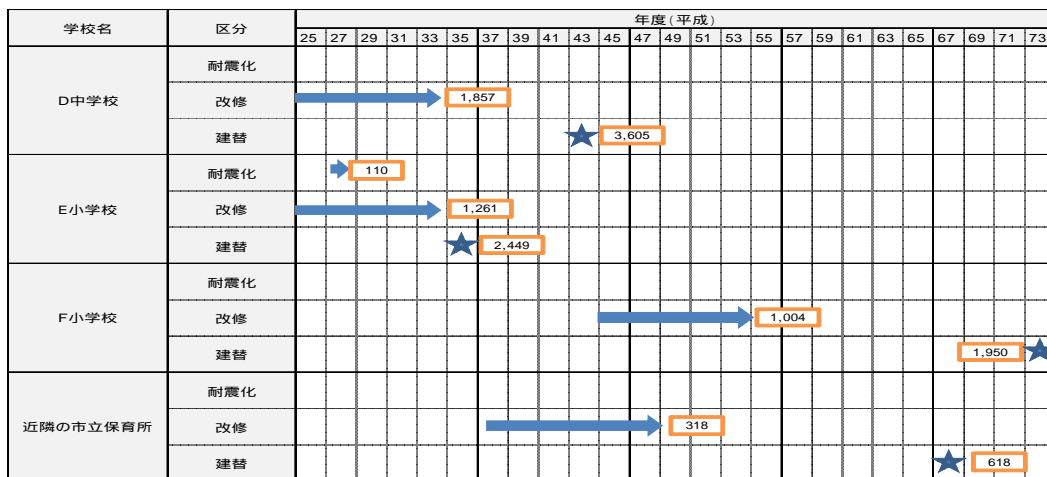 学校名 区分 年度(平成)
25 27 29 31 33 35 37 39 41 43 45 47 49 51 53 55 57 59 61 63 65 67 69 71 73
D中学校
耐震化
改修 1,857
建替 3,605
E小学校
耐震化 110
改修 1,261
建替 2,449
F小学校
耐震化
改修 1,004
建替 1,950
近隣の市立保育所
耐震化
改修 318
建替 618